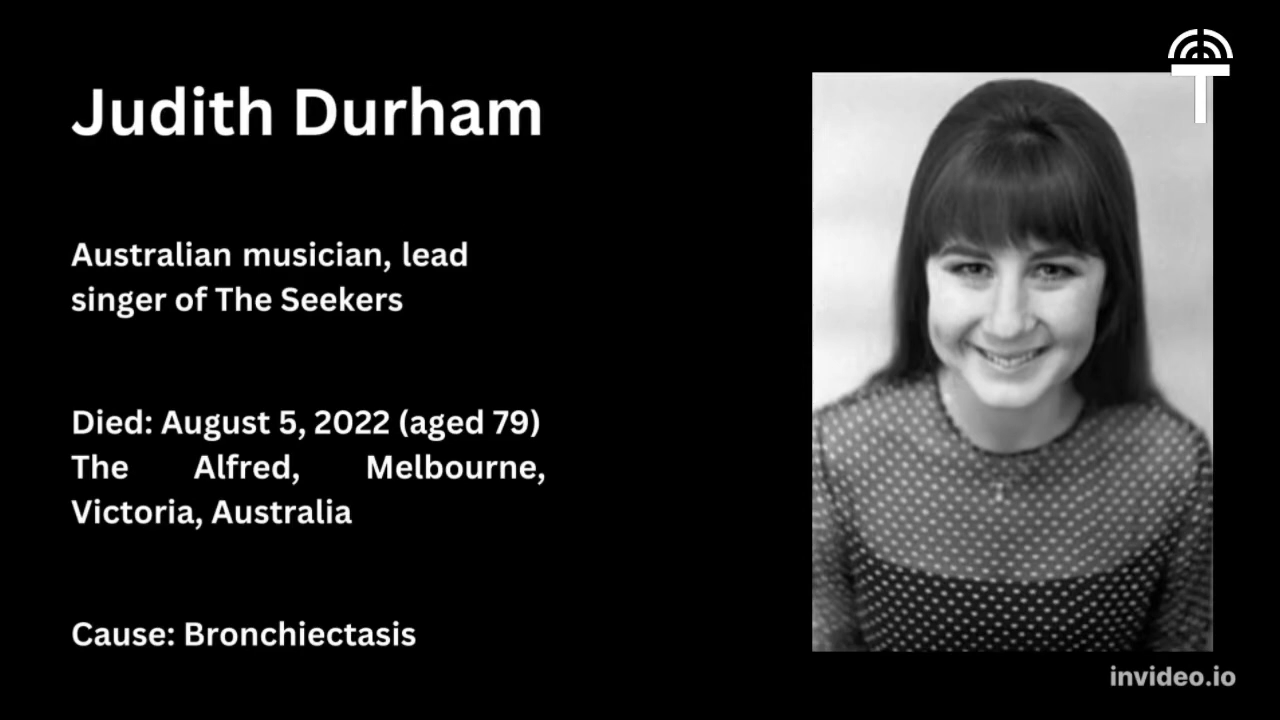 Judith Durham
Australian musician, lead
singer of The Seekers
Died: August 5, 2022 (aged 79)
The Alfred, Melbourne,
Victoria, Australia
Cause: Bronchiectasis
invideo.io